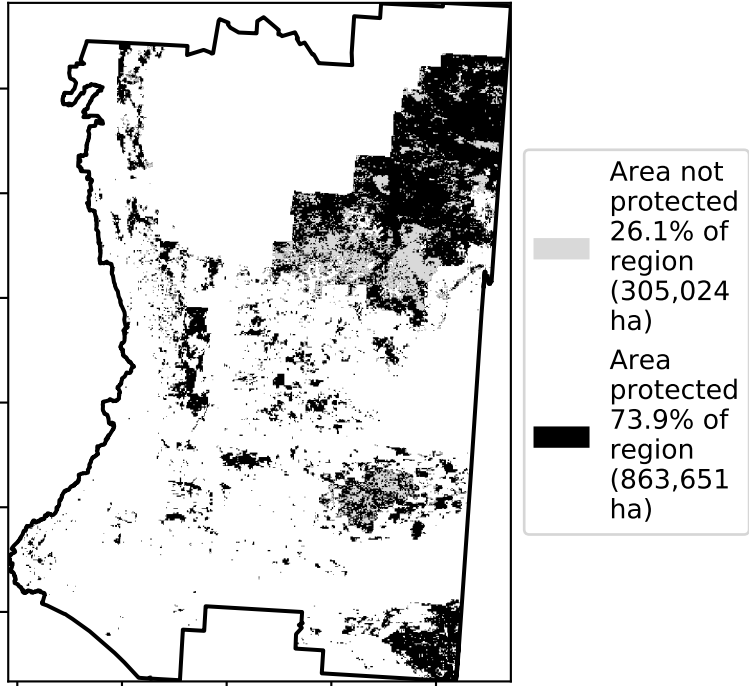 Area not
protected
26.1% of
region
(305,024
ha)
Area
protected
73.9% of
region
(863,651
ha)